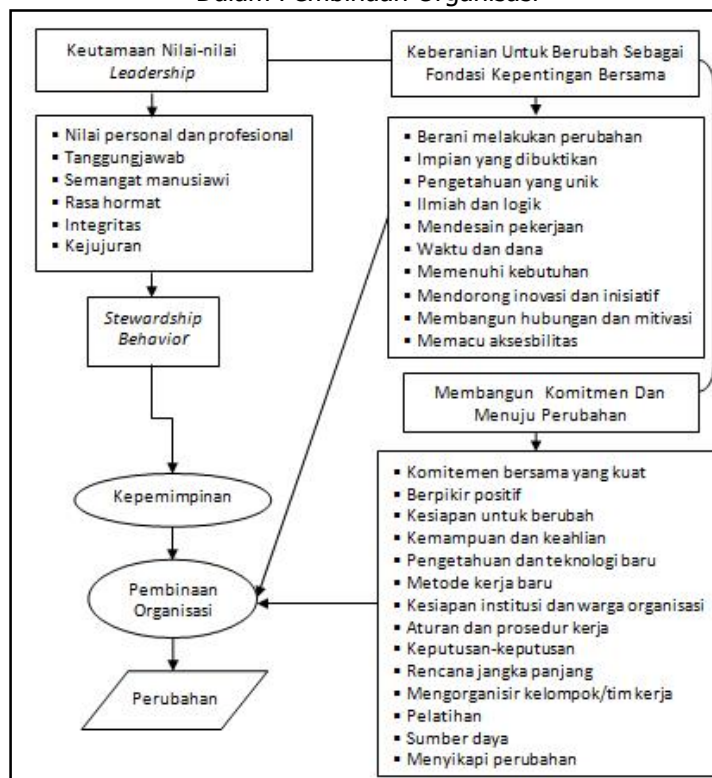 Dalam Pembinaan Organisasi
Keutamaan Nilai-nilai
Leadership
▪ Nilai personal dan profesional
▪ Tanggungjawab
▪ Semangat manusiawi
▪ Rasa hormat
▪ Integritas
▪ Kejujuran
Stewardship
Behavior
Kepemimpinan
Pembinaan
Organisasi
Perubahan
Keberanian Untuk Berubah Sebagai
Fondasi Kepentingan Bersama
▪ Berani melakukan perubahan
▪ Impian yang dibuktikan
▪ Pengetahuan yang unik
▪ Ilmiah dan logik
▪ Mendesain pekerjaan
▪ Waktu dan dana
▪ Memenuhi kebutuhan
▪ Mendorong inovasi dan inisiatif
▪ Membangun hubungan dan mitivasi
▪ Memacu aksesbilitas
Membangun Komitmen Dan
Menuju Perubahan
▪ Komitemen bersama yang kuat
▪ Berpikir positif
▪ Kesiapan untuk berubah
▪ Kemampuan dan keahlian
▪ Pengetahuan dan teknologi baru
▪ Metode kerja baru
▪ Kesiapan institusi dan warga organisasi
▪ Aturan dan prosedur kerja
▪ Keputusan-keputusan
▪ Rencana jangka panjang
▪ Mengorganisir kelompok/tim kerja
▪ Pelatihan
▪ Sumber daya
▪ Menyikapi perubahan